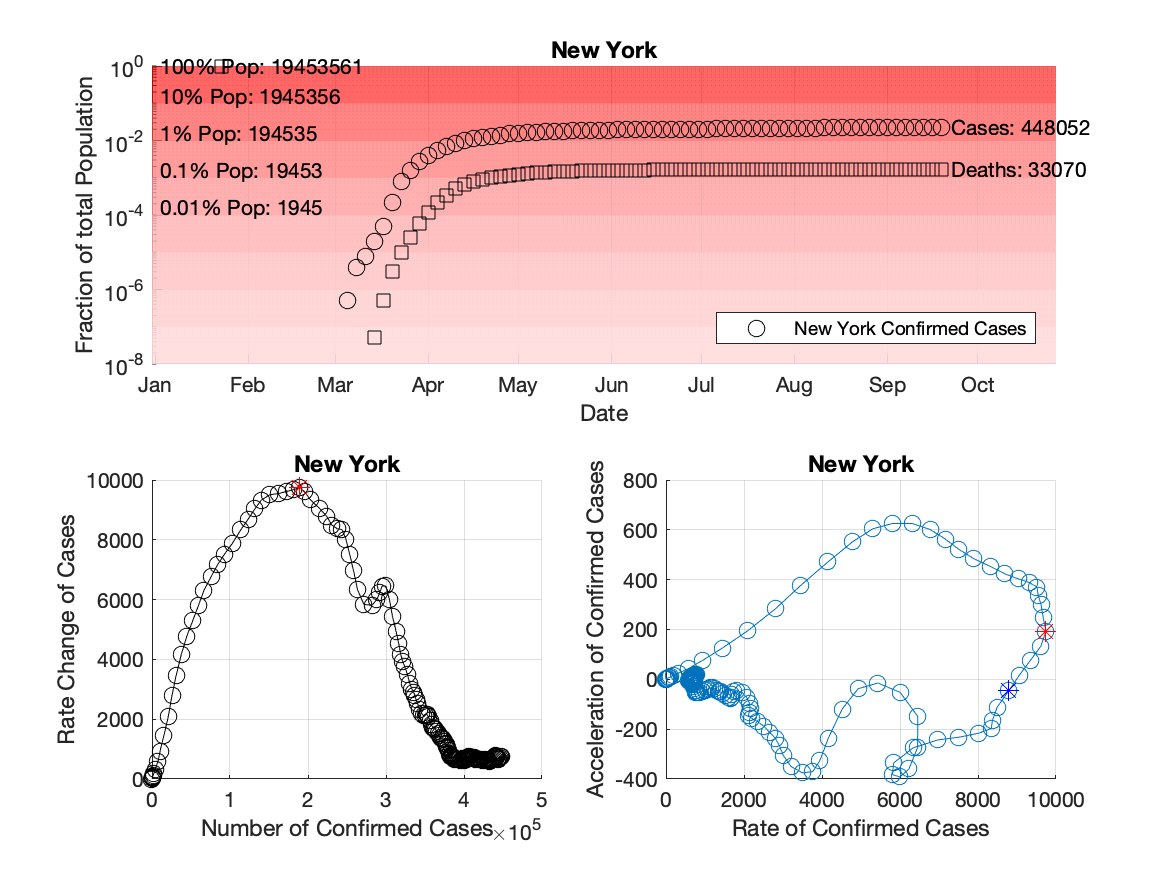 New York
Fraction of total Population
10^0
10^-2
10^-4
10^-6
10^-8
100% Pop: 19453561
10% Pop: 1945356
1% Pop: 194535
0.1% Pop: 19453
0.01% Pop: 1945
Cases: 448052
Deaths: 33070
New York Confirmed Cases
Jan Feb Mar Apr May Jun Jul Aug Sep Oct
Date
New York
Rate Change of Cases
10000
8000
6000
4000
2000
0
0 1 2 3 4 5
Number of Confirmed Cases ×10^5
New York
Acceleration of Confirmed Cases
800
600
400
200
0
-200
-400
0 2000 4000 6000 8000 10000
Rate of Confirmed Cases